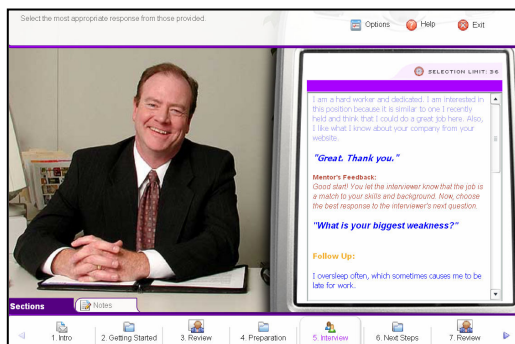 Select the most appropriate response from those provided.
Options
Help
Exit
SELECTION LIMIT: 36
I am a hard worker and dedicated. I am interested in
this position because it is similar to one I recently
held and think that I could do a great job here. Also,
I like what I know about your company from your
website.
"Great. Thank you."
Mentor's Feedback:
Good start! You let the interviewer know that the job is
a match to your skills and background. Now, choose
the best response to the interviewer's next question.
"What is your biggest weakness?"
Follow Up:
I oversleep often, which sometimes causes me to be
late for work.
Sections
Notes
1. Intro
2. Getting Started
3. Review
4. Preparation
5. Interview
6. Next Steps
7. Review